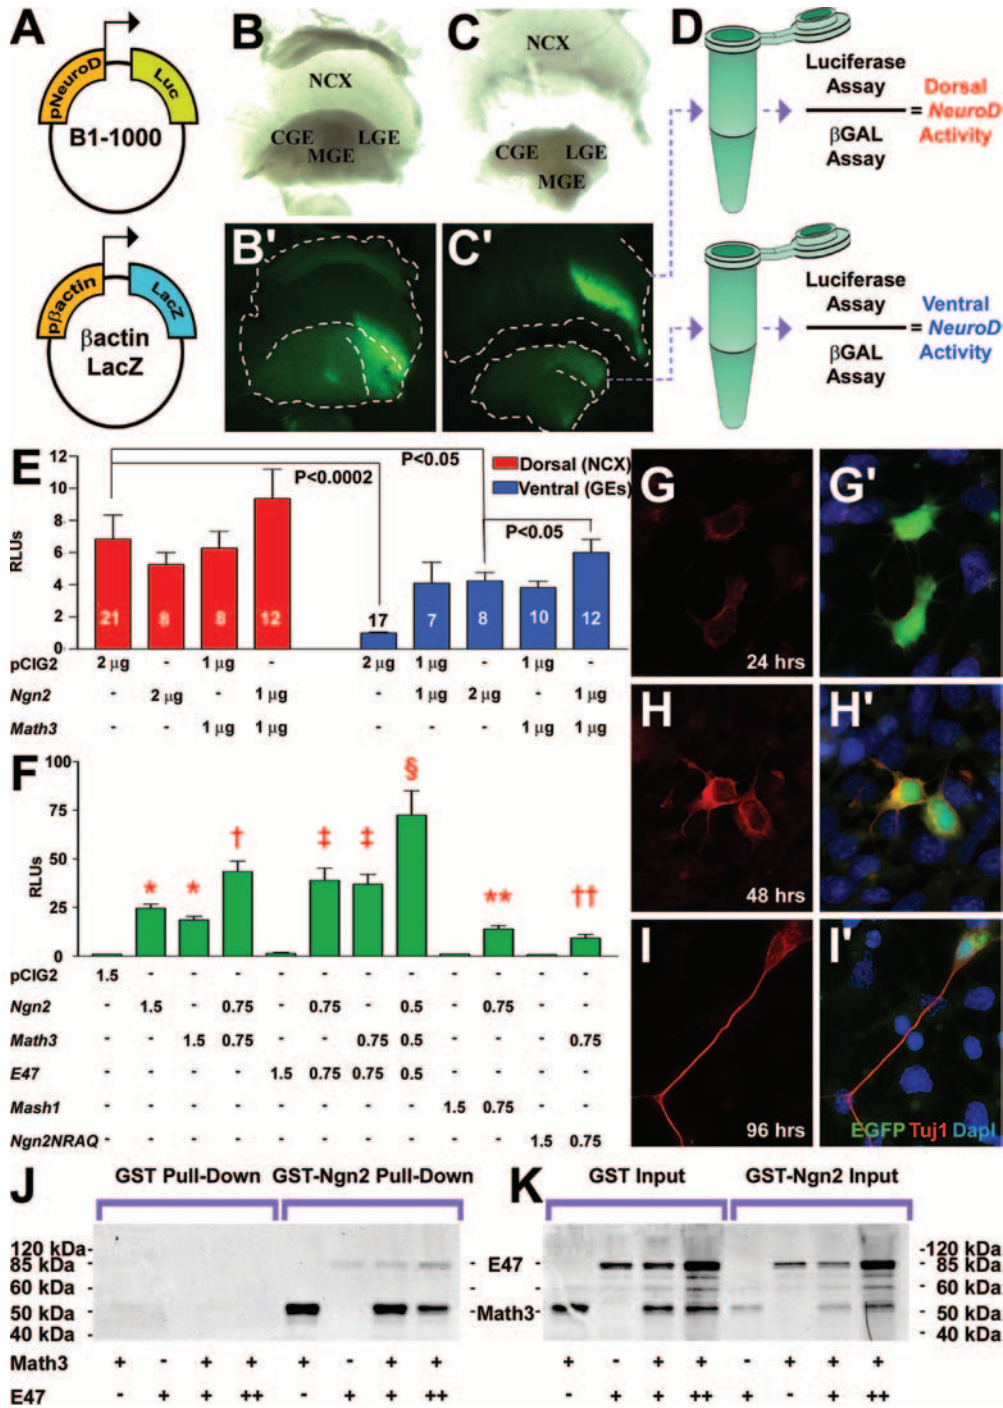 A
pNeuroD
Luc
B1-1000
pβactin
LacZ
βactin
LacZ
B
NCX
CGE
LGE
MGE
B'
C
NCX
CGE
LGE
MGE
C'
D
Luciferase
Assay
βGAL
Assay
= Dorsal
NeuroD
Activity
Luciferase
Assay
βGAL
Assay
= Ventral
NeuroD
Activity
E
RLUs
12
10
8
6
4
2
0
P<0.0002
P<0.05
P<0.05
Dorsal (NCX)
Ventral (GEs)
21 8 8 12 17 7 8 10 12
pCIG2 2 μg - 1 μg - 2 μg 1 μg - 1 μg -
Ngn2 - 2 μg - 1 μg - 1 μg 2 μg - 1 μg
Math3 - - 1 μg 1 μg - - - 1 μg 1 μg
F
RLUs
100
75
50
25
0
* * † ‡ ‡ § ** ††
pCIG2 1.5 - - - - - - - - - - -
Ngn2 - 1.5 - 0.75 - 0.75 - 0.5 - 0.75 - -
Math3 - - 1.5 0.75 - - 0.75 0.5 - - - 0.75
E47 - - - - 1.5 0.75 0.75 0.5 - - - -
Mash1 - - - - - - - - 1.5 0.75 - -
Ngn2NRAQ - - - - - - - - - - 1.5 0.75
G
24 hrs
G'
H
48 hrs
H'
I
96 hrs
I'
EGFP Tuj1 DapI
J
GST Pull-Down
GST-Ngn2 Pull-Down
120 kDa-
85 kDa-
60 kDa-
50 kDa-
40 kDa-
- E47 -
- Math3-
K
GST Input
GST-Ngn2 Input
-120 kDa
-85 kDa
-60 kDa
-50 kDa
-40 kDa
Math3 + - + + + - + + + - + + - + + +
E47 - + + ++ - + + ++ - + + ++ + - + ++